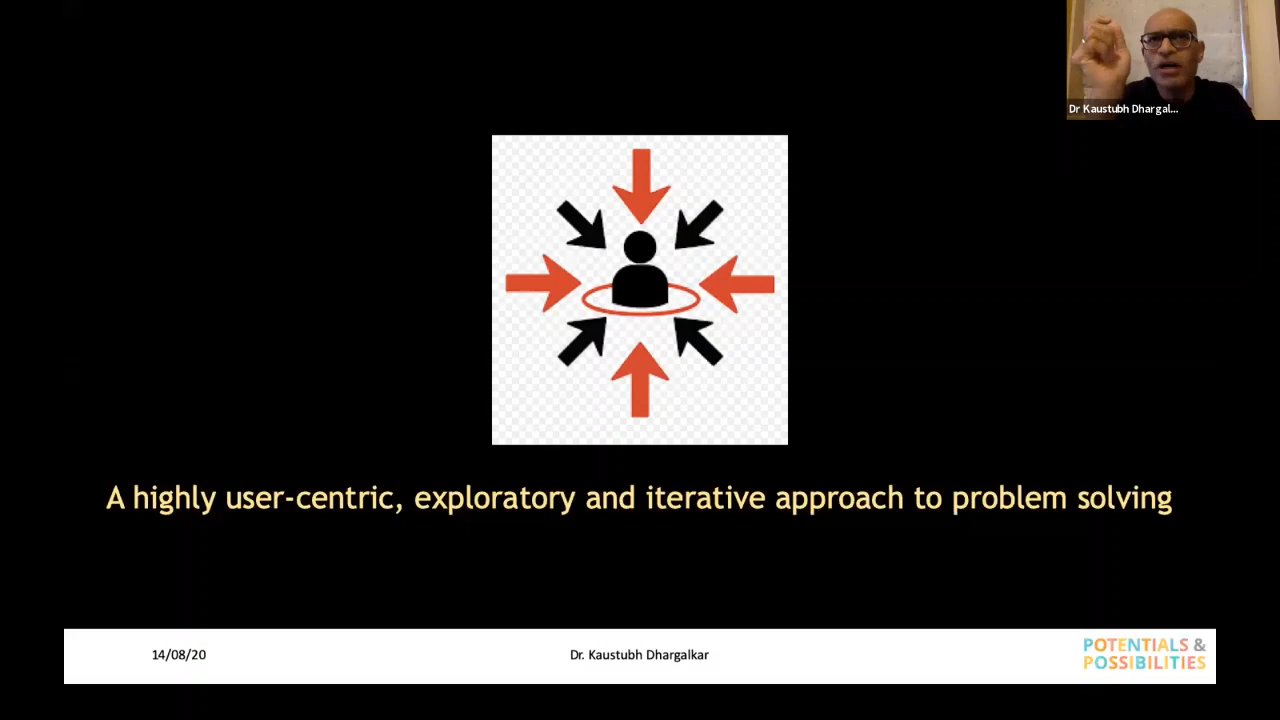 Dr Kaustubh Dhargal...
A highly user-centric, exploratory and iterative approach to problem solving
14/08/20
Dr. Kaustubh Dhargalkar
POTENTIALS &
POSSIBILITIES